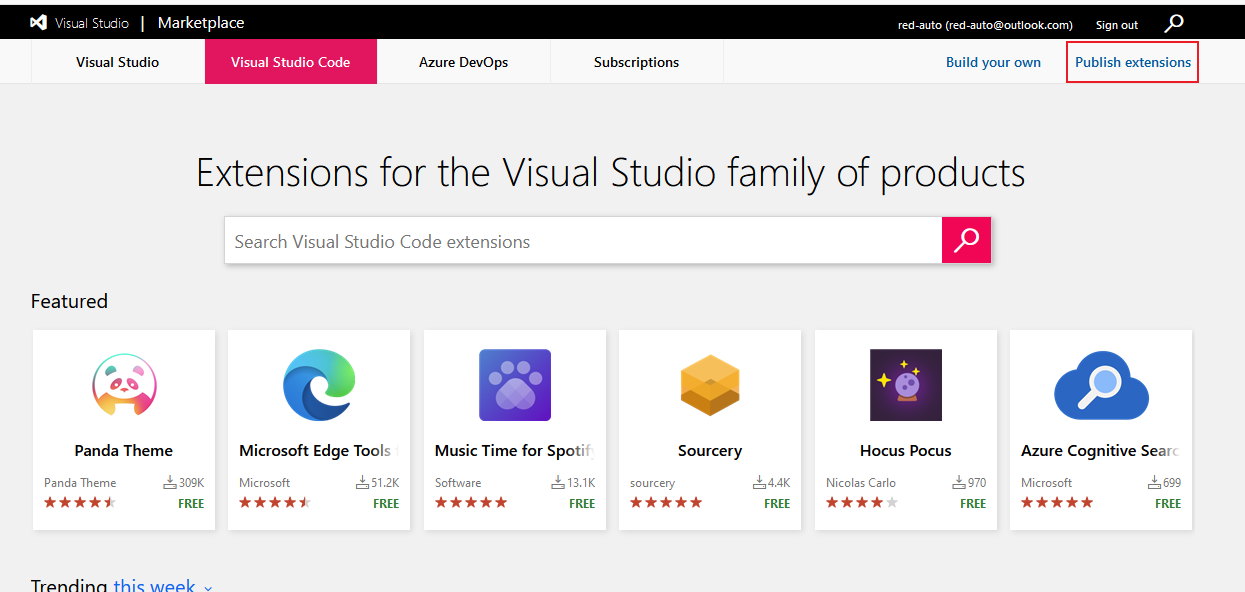 Visual Studio | Marketplace
red-auto (red-auto@outlook.com) Sign out
Visual Studio Visual Studio Code Azure DevOps Subscriptions Build your own Publish extensions
Extensions for the Visual Studio family of products
Search Visual Studio Code extensions
Featured
Panda Theme
Panda Theme 309K
FREE
Microsoft Edge Tools
Microsoft 51.2K
FREE
Music Time for Spotify
Software 13.1K
FREE
Sourcery
sourcery 4.4K
FREE
Hocus Pocus
Nicolas Carlo 970
FREE
Azure Cognitive Searc
Microsoft 699
FREE
Trending this week